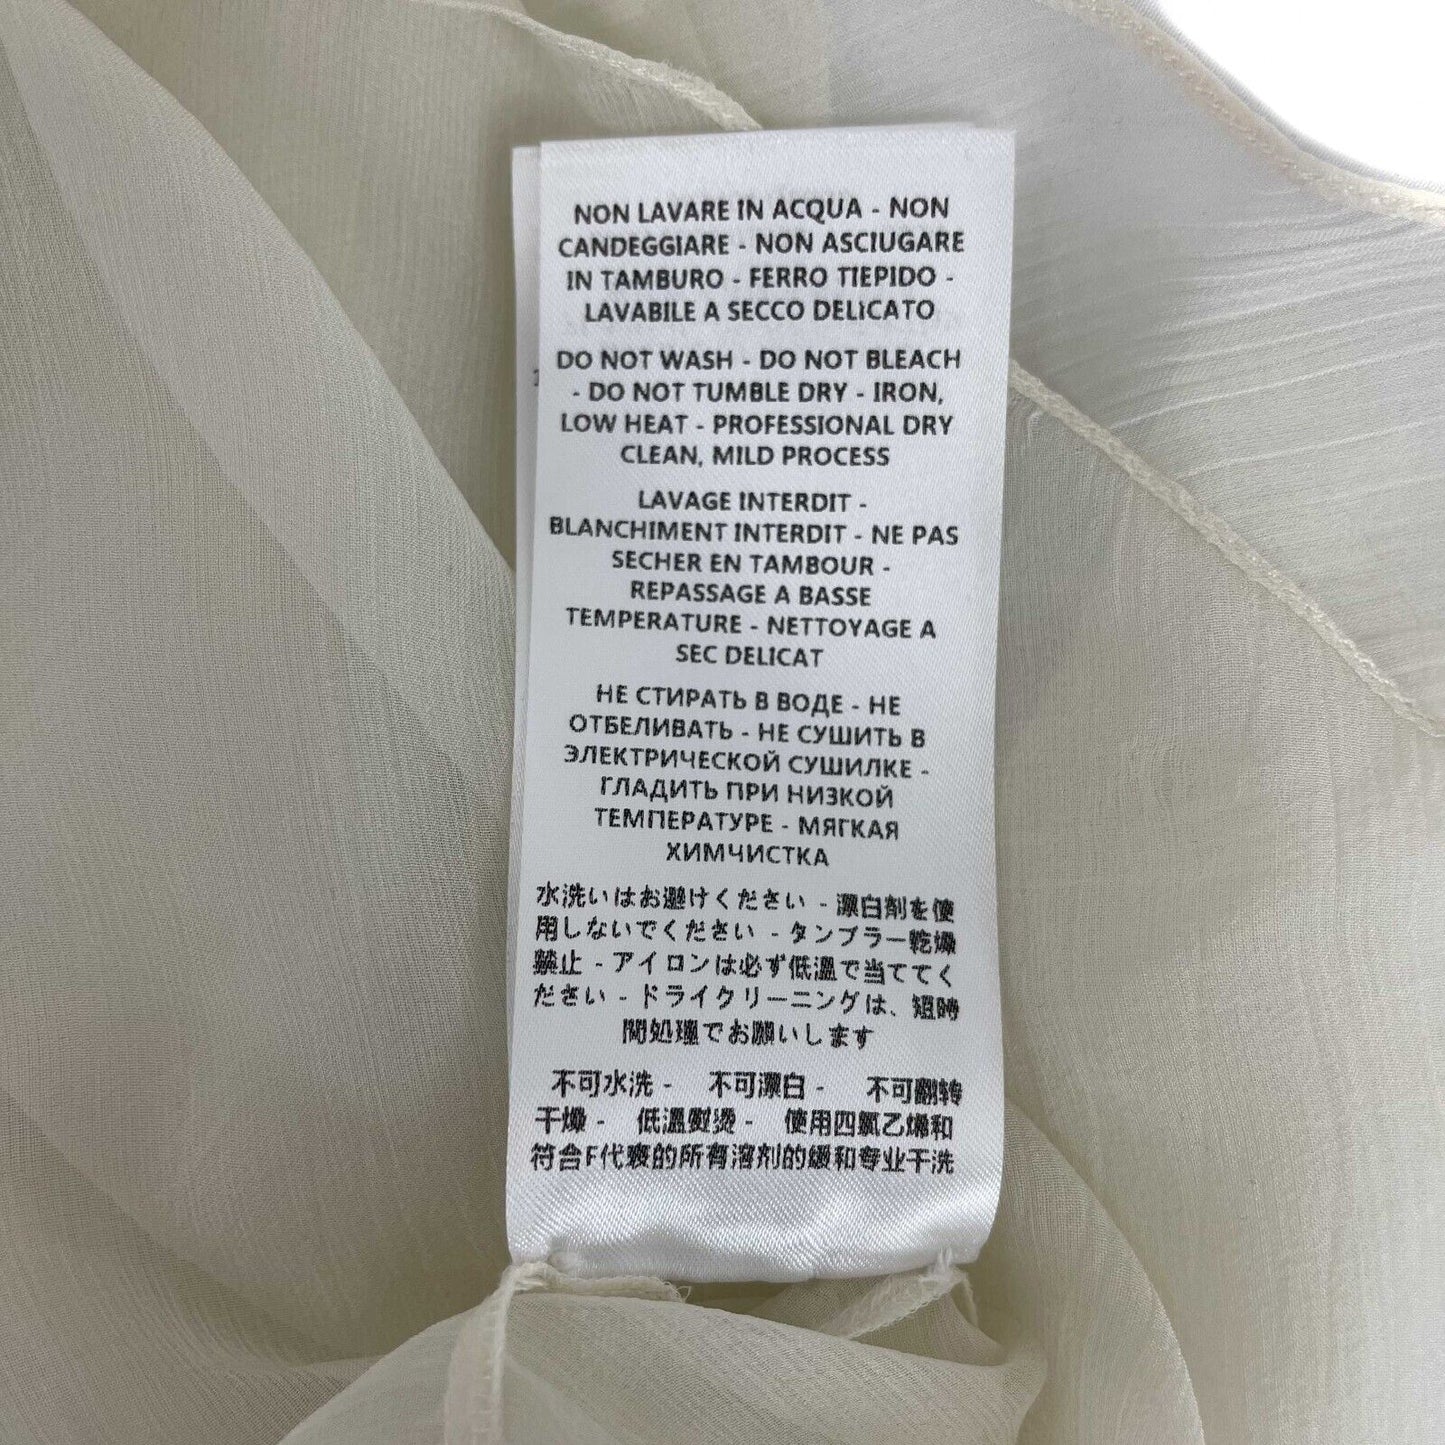 NON LAVARE IN ACQUA - NON
CANDEGGIARE - NON ASCIUGARE
IN TAMBURO - FERRO TIEPIDO -
LAVABILE A SECCO DELICATO
DO NOT WASH - DO NOT BLEACH
- DO NOT TUMBLE DRY - IRON,
LOW HEAT - PROFESSIONAL DRY
CLEAN, MILD PROCESS
LAVAGE INTERDIT -
BLANCHIMENT INTERDIT - NE PAS
SECHER EN TAMBOUR -
REPASSAGE A BASSE
TEMPERATURE - NETTOYAGE A
SEC DELICAT
НЕ СТИРАТЬ В ВОДЕ - НЕ
ОТБЕЛИВАТЬ - НЕ СУШИТЬ В
ЭЛЕКТРИЧЕСКОЙ СУШИЛКЕ -
ГЛАДИТЬ ПРИ НИЗКОЙ
ТЕМПЕРАТУРЕ - МЯГКАЯ
ХИМЧИСТКА
水洗いはお避けください - 漂白剤を使
用しないでください - タンブラー乾燥
禁止 - アイロンは必ず低温で当ててく
ださい - ドライクリーニングは、短時
間処理でお願いします
不可水洗 - 不可漂白 - 不可翻转
干燥 - 低溫熨烫 - 使用四氯乙烯和
符合F代表的所有溶剂的缓和专业干洗